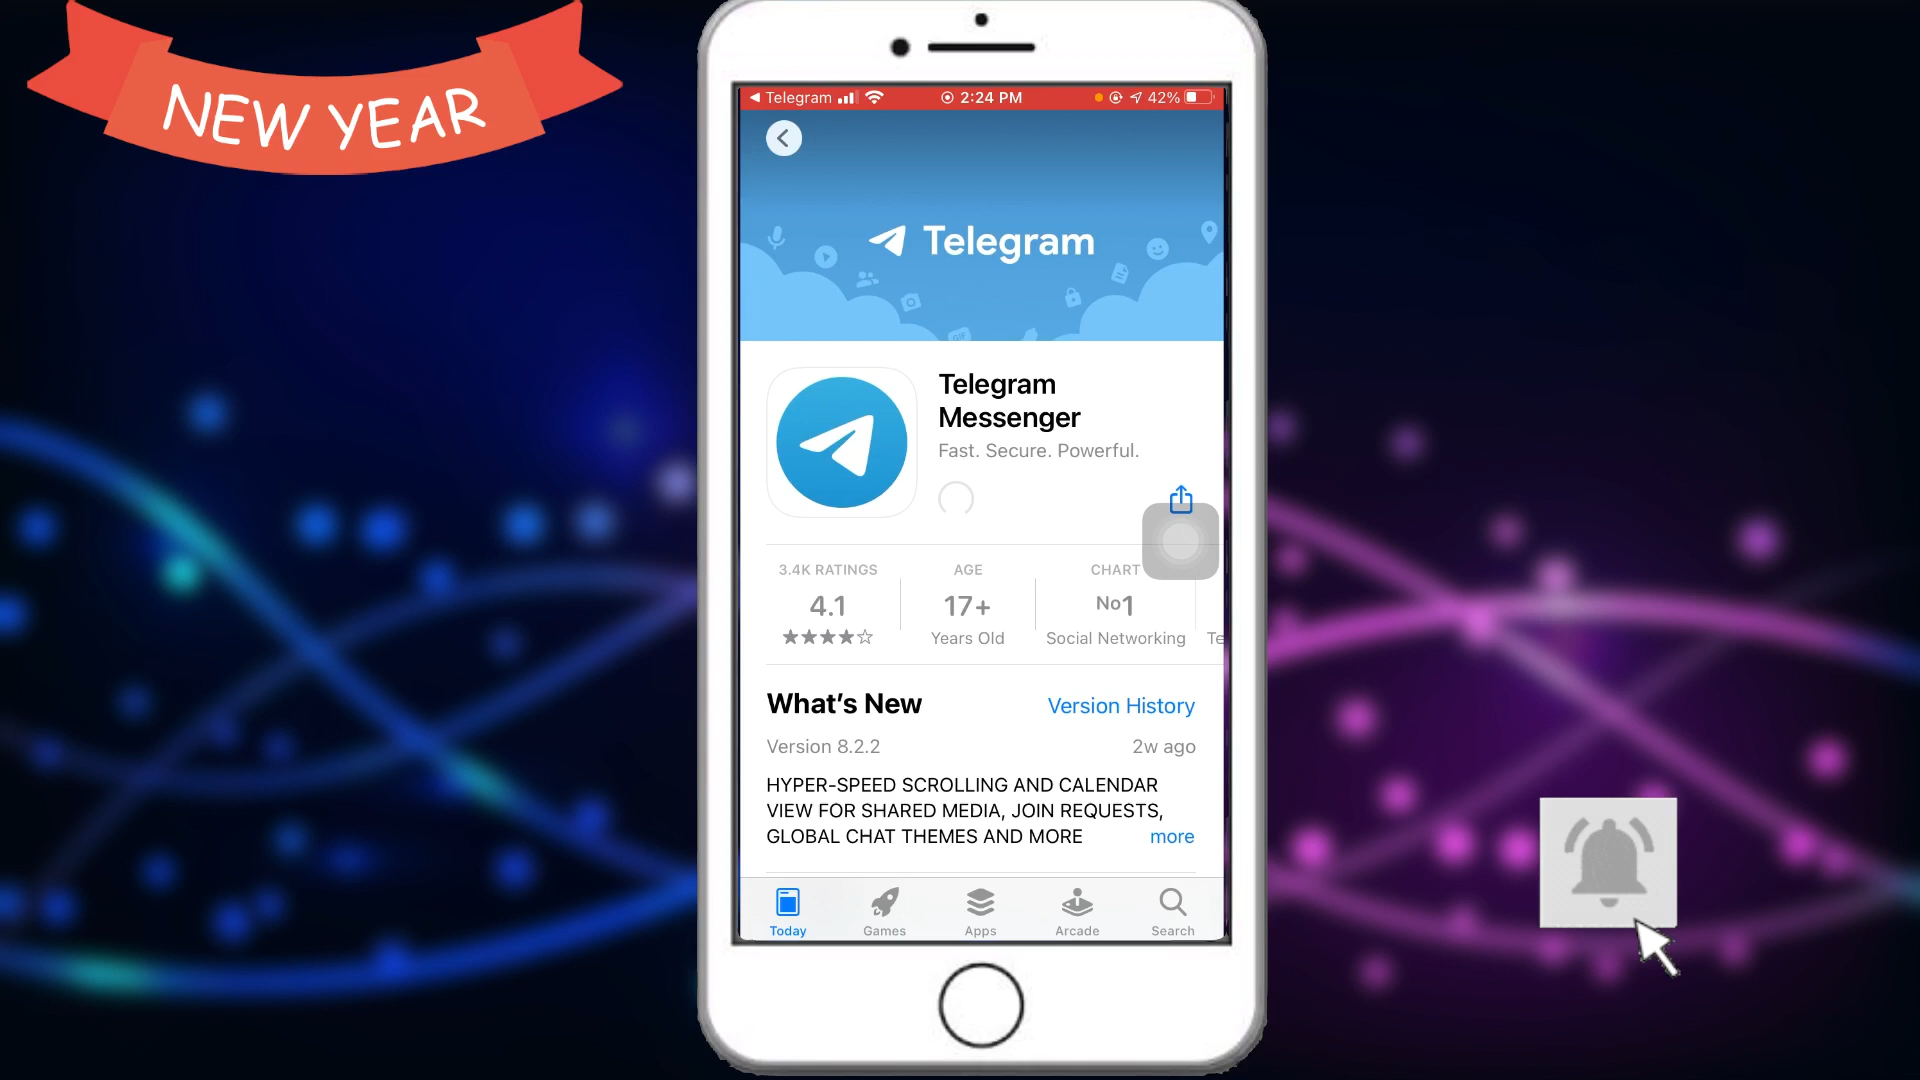 NEW YEAR
Telegram 2:24 PM 42%
Telegram
Telegram
Messenger
Fast. Secure. Powerful.
3.4K RATINGS AGE CHART
4.1 17+ No1
Years Old Social Networking Te
What's New Version History
Version 8.2.2 2w ago
HYPER-SPEED SCROLLING AND CALENDAR
VIEW FOR SHARED MEDIA, JOIN REQUESTS,
GLOBAL CHAT THEMES AND MORE more
Today Games Apps Arcade Search